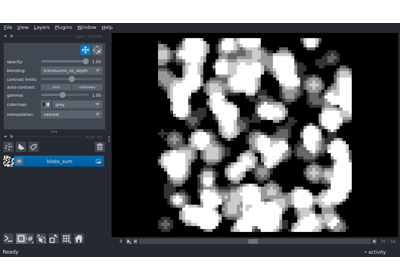 File View Layers Plugins Window Help
opacity: 1.00
blending: translucent_no_depth
contrast limits:
auto-contrast: once continuous
gamma: 1.00
colormap: gray
interpolation: nearest
blobs_sum
Ready
activity